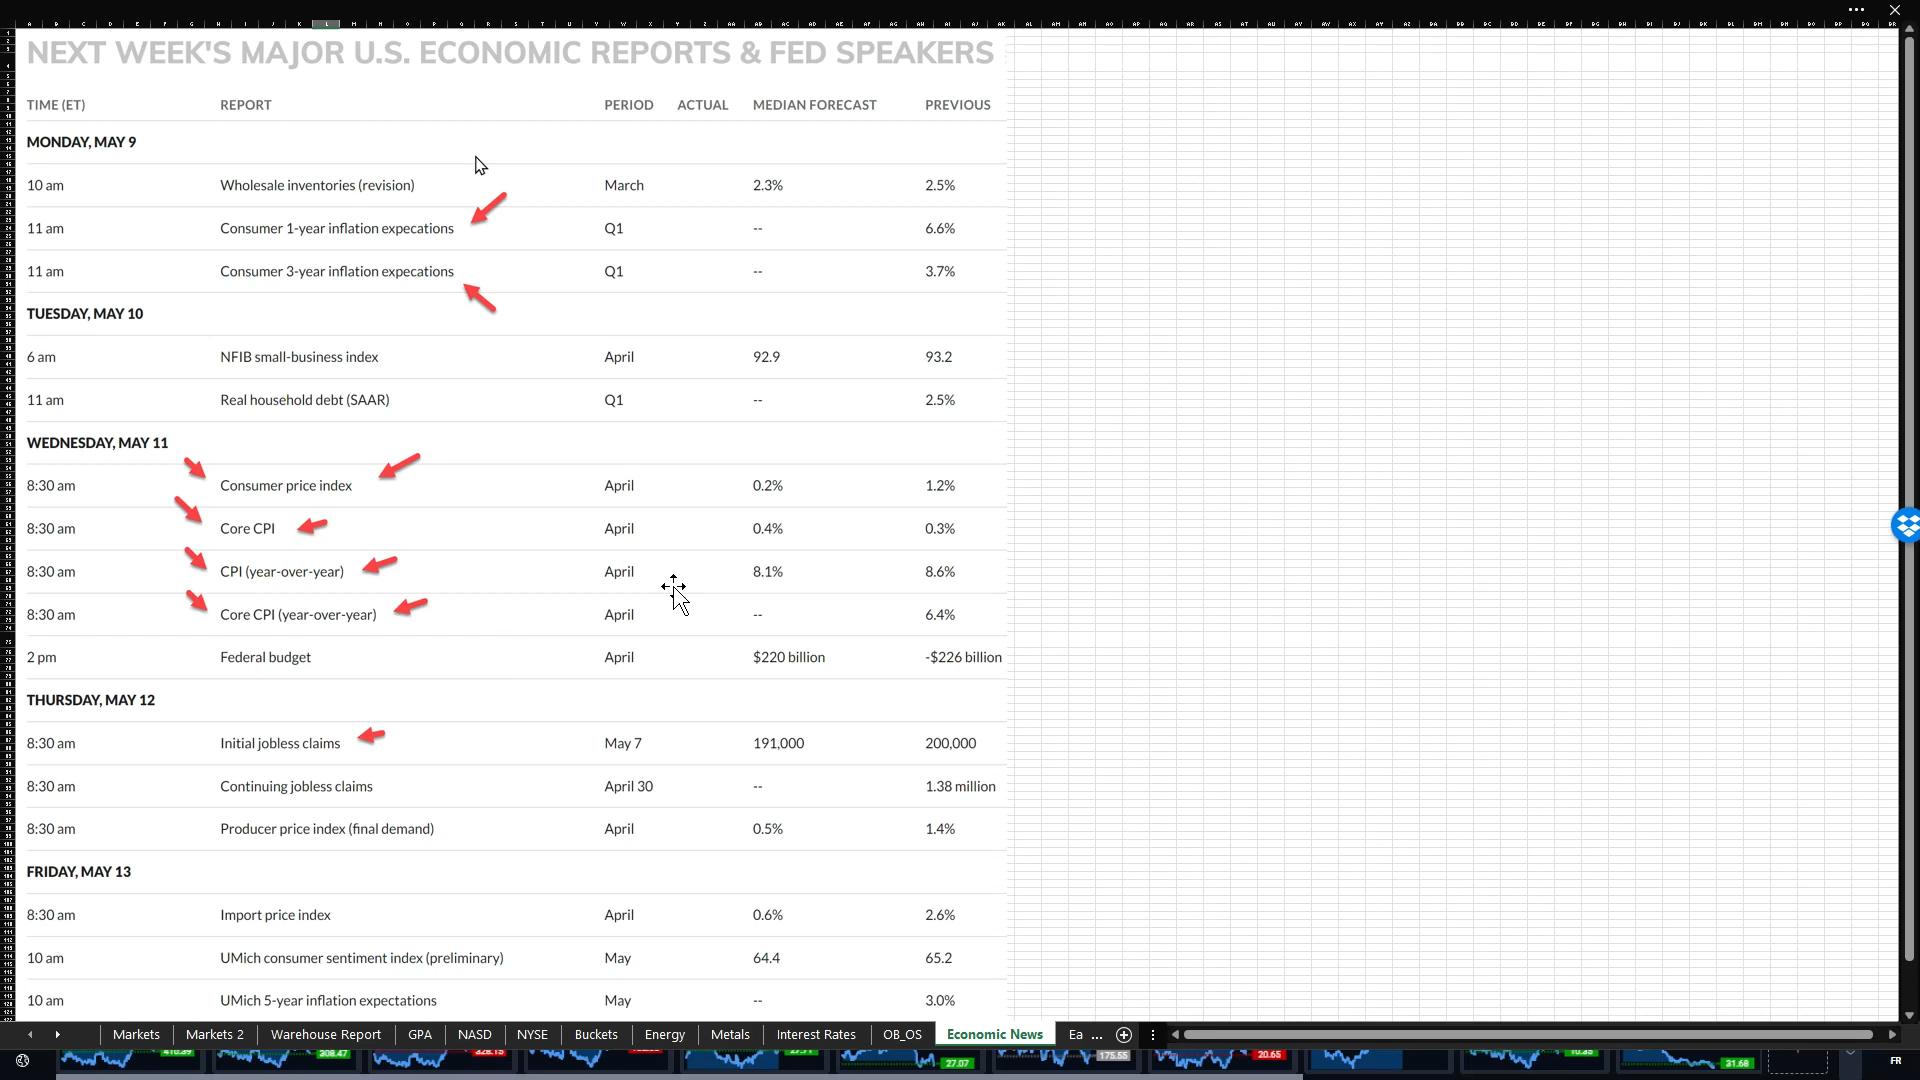 NEXT WEEK'S MAJOR U.S. ECONOMIC REPORTS & FED SPEAKERS
TIME (ET) REPORT PERIOD ACTUAL MEDIAN FORECAST PREVIOUS
MONDAY, MAY 9
10 am Wholesale inventories (revision) March 2.3% 2.5%
11 am Consumer 1-year inflation expecations Q1 -- 6.6%
11 am Consumer 3-year inflation expecations Q1 -- 3.7%
TUESDAY, MAY 10
6 am NFIB small-business index April 92.9 93.2
11 am Real household debt (SAAR) Q1 -- 2.5%
WEDNESDAY, MAY 11
8:30 am Consumer price index April 0.2% 1.2%
8:30 am Core CPI April 0.4% 0.3%
8:30 am CPI (year-over-year) April 8.1% 8.6%
8:30 am Core CPI (year-over-year) April -- 6.4%
2 pm Federal budget April $220 billion -$226 billion
THURSDAY, MAY 12
8:30 am Initial jobless claims May 7 191,000 200,000
8:30 am Continuing jobless claims April 30 -- 1.38 million
8:30 am Producer price index (final demand) April 0.5% 1.4%
FRIDAY, MAY 13
8:30 am Import price index April 0.6% 2.6%
10 am UMich consumer sentiment index (preliminary) May 64.4 65.2
10 am UMich 5-year inflation expectations May -- 3.0%
Markets Markets 2 Warehouse Report GPA NASD NYSE Buckets Energy Metals Interest Rates OB_OS Economic News Ea ...
308.47 27.07 175.55 20.65 31.68 FR